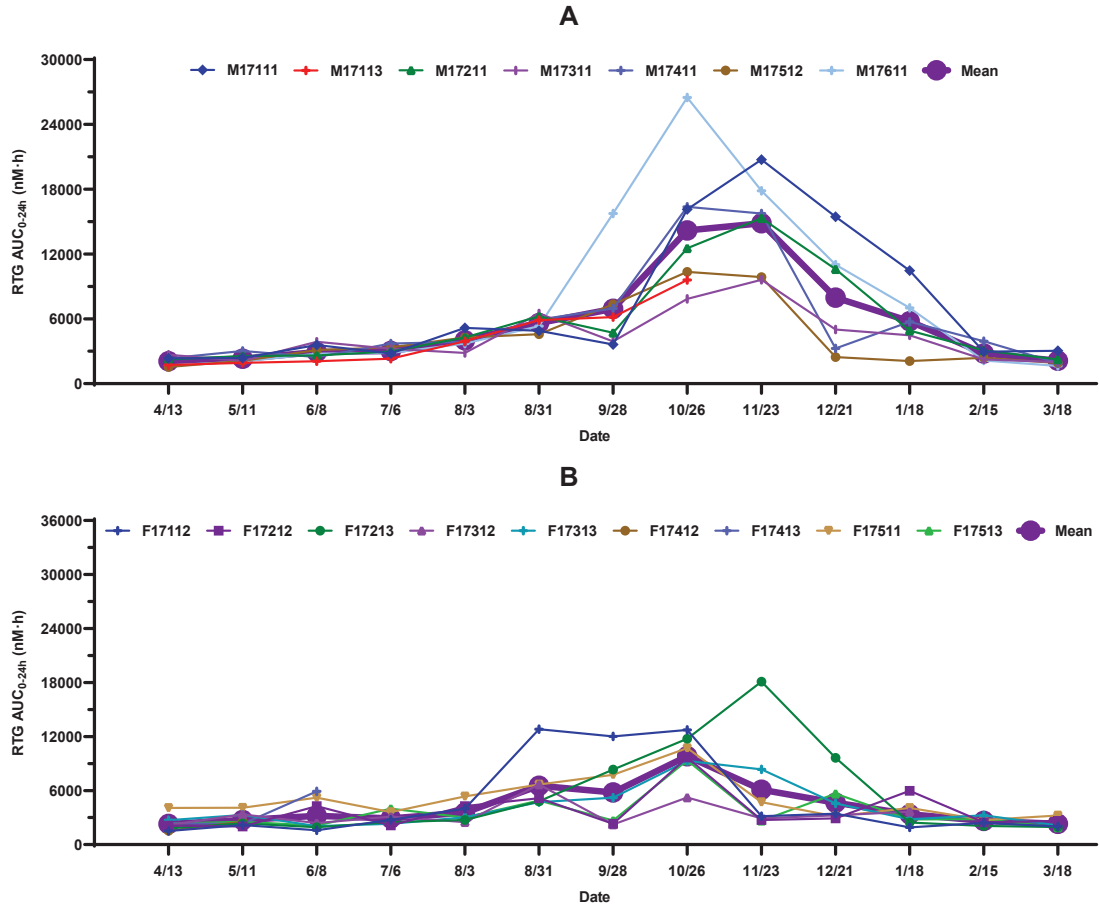 A
30000
24000
18000
12000
6000
0
RTG AUC0-24h (nM·h)
M17111 M17113 M17211 M17311 M17411 M17512 M17611 Mean
4/13 5/11 6/8 7/6 8/3 8/31 9/28 10/26 11/23 12/21 1/18 2/15 3/18
Date
B
36000
30000
24000
18000
12000
6000
0
RTG AUC0-24h (nM·h)
F17112 F17212 F17213 F17312 F17313 F17412 F17413 F17511 F17513 Mean
4/13 5/11 6/8 7/6 8/3 8/31 9/28 10/26 11/23 12/21 1/18 2/15 3/18
Date